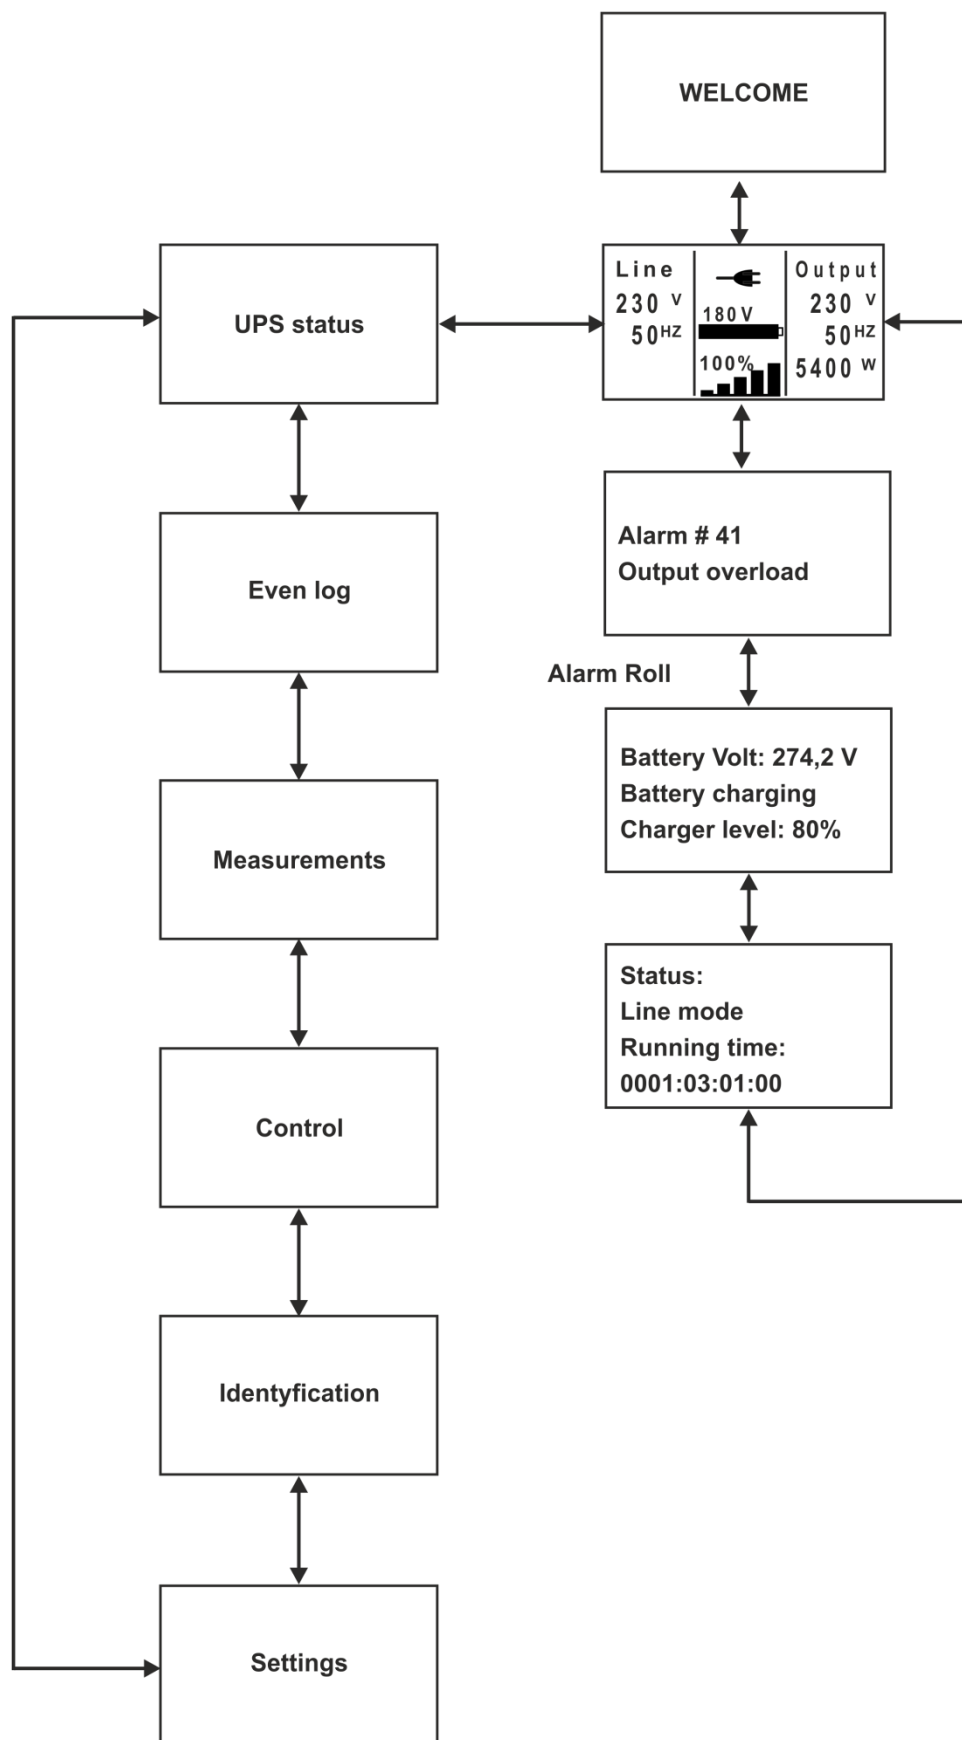 WELCOME
UPS status
Line
230 V
50HZ
180V
100%
Output
230 V
50HZ
5400 W
Alarm # 41
Output overload
Even log
Alarm Roll
Battery Volt: 274,2 V
Battery charging
Charger level: 80%
Measurements
Status:
Line mode
Running time:
0001:03:01:00
Control
Identyfication
Settings